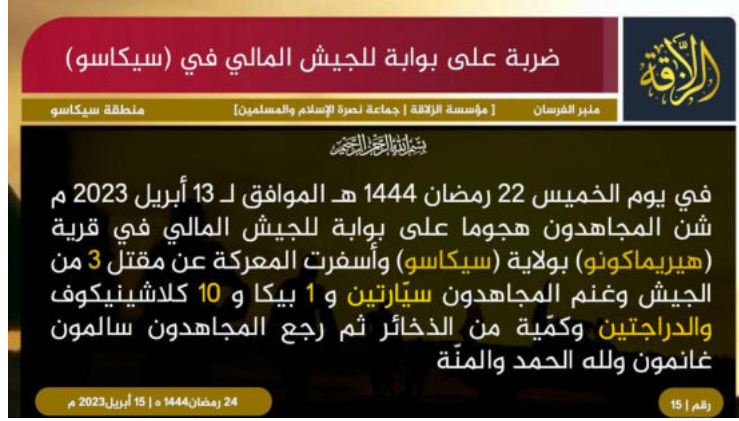 ضربة على بوابة للجيش المالي في (سيكاسو)
الزلاقة
منبر الفرسان [ مؤسسة الزلاقة | جماعة نصرة الإسلام والمسلمين] منطقة سيكاسو
بسم الله الرحمن الرحيم
في يوم الخميس 22 رمضان 1444 هـ الموافق لـ 13 أبريل 2023 م
شن المجاهدون هجوما على بوابة للجيش المالي في قرية
(هيريماكونو) بولاية (سيكاسو) وأسفرت المعركة عن مقتل 3 من
الجيش وغنم المجاهدون سيّارتين و 1 بيكا و 10 كلاشينيكوف
والدراجتين وكمّية من الذخائر ثم رجع المجاهدون سالمون
غانمون ولله الحمد والمنّة
رقم | 15
24 رمضان1444 ه | 15 أبريل2023 م